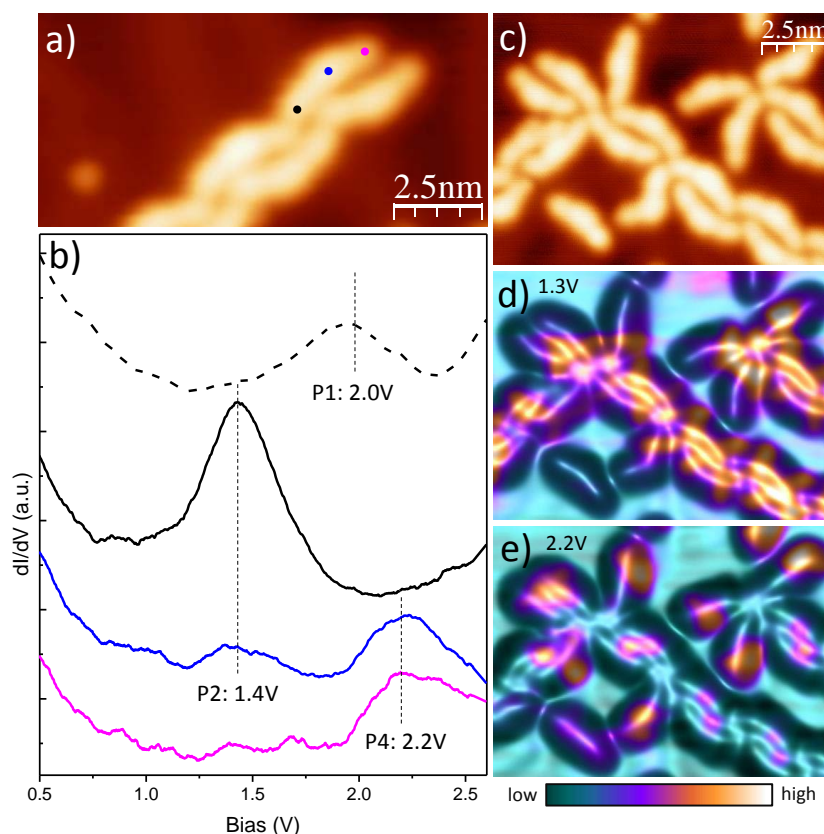 a)
2.5nm
c)
2.5nm
b)
P1: 2.0V
P2: 1.4V
P4: 2.2V
dI/dV (a.u.)
0.5 1.0 1.5 2.0 2.5
Bias (V)
d) 1.3V
e) 2.2V
low high